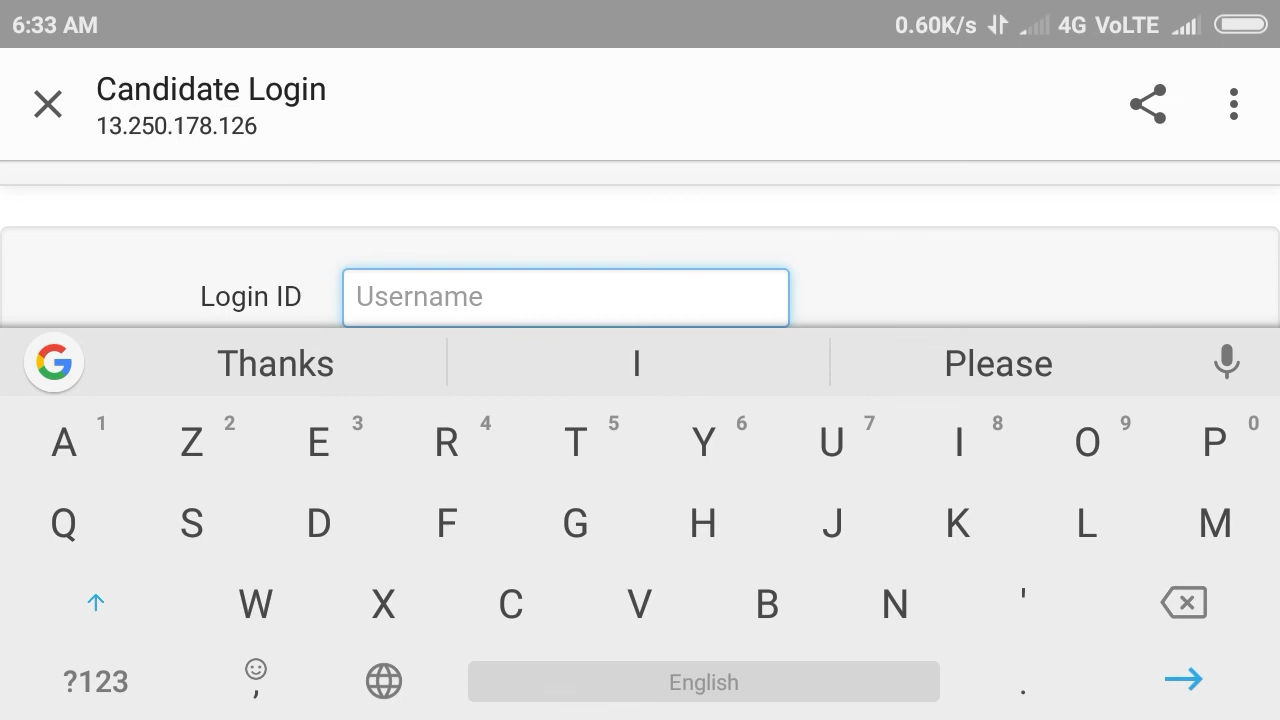 6:33 AM 0.60K/s 4G VoLTE
Candidate Login
13.250.178.126
Login ID Username
G Thanks I Please
A 1 Z 2 E 3 R 4 T 5 Y 6 U 7 I 8 O 9 P 0
Q S D F G H J K L M
W X C V B N '
?123 , English .